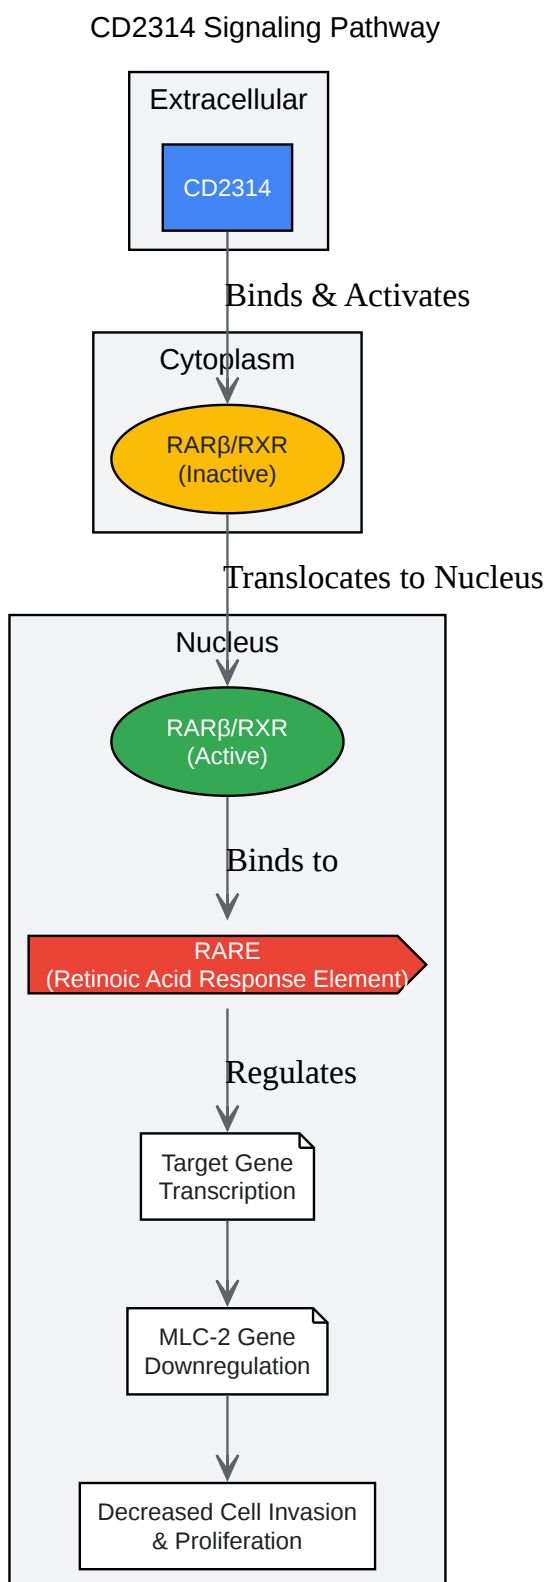 CD2314 Signaling Pathway
Extracellular
CD2314
Binds & Activates
Cytoplasm
RARβ/RXR
(Inactive)
Translocates to Nucleus
Nucleus
RARβ/RXR
(Active)
Binds to
RARE
(Retinoic Acid Response Element)
Regulates
Target Gene
Transcription
MLC-2 Gene
Downregulation
Decreased Cell Invasion
& Proliferation